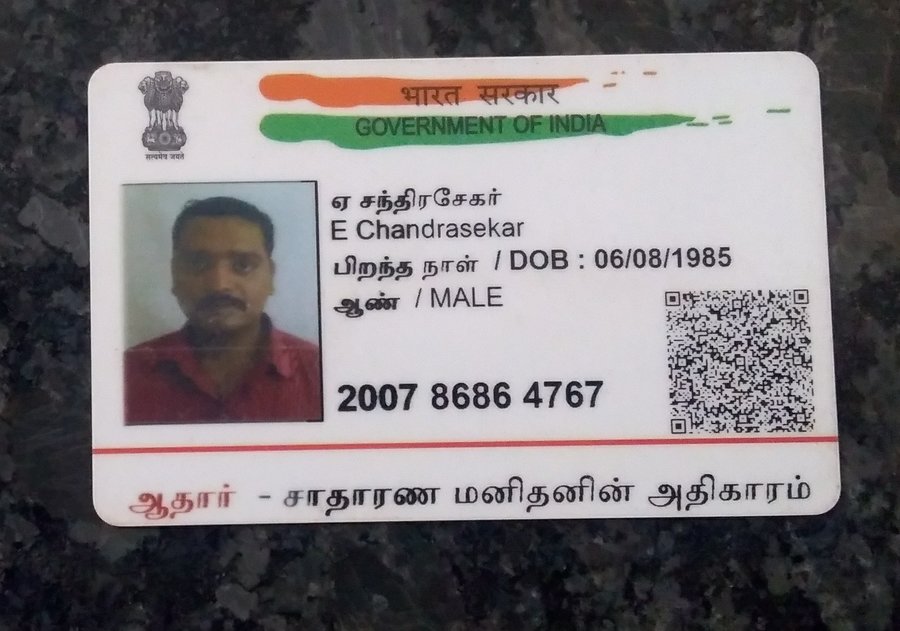 भारत सरकार
GOVERNMENT OF INDIA
सत्यमेव जयते
ஏ சந்திரசேகர்
E Chandrasekar
பிறந்த நாள் / DOB : 06/08/1985
ஆண் / MALE
2007 8686 4767
ஆதார் - சாதாரண மனிதனின் அதிகாரம்